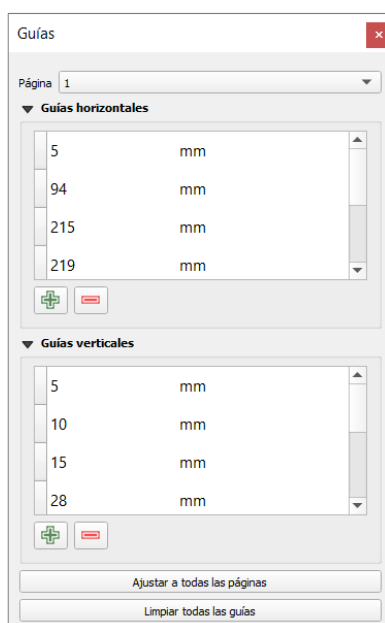 Guías
Página 1
Guías horizontales
5 mm
94 mm
215 mm
219 mm
Guías verticales
5 mm
10 mm
15 mm
28 mm
Ajustar a todas las páginas
Limpiar todas las guías